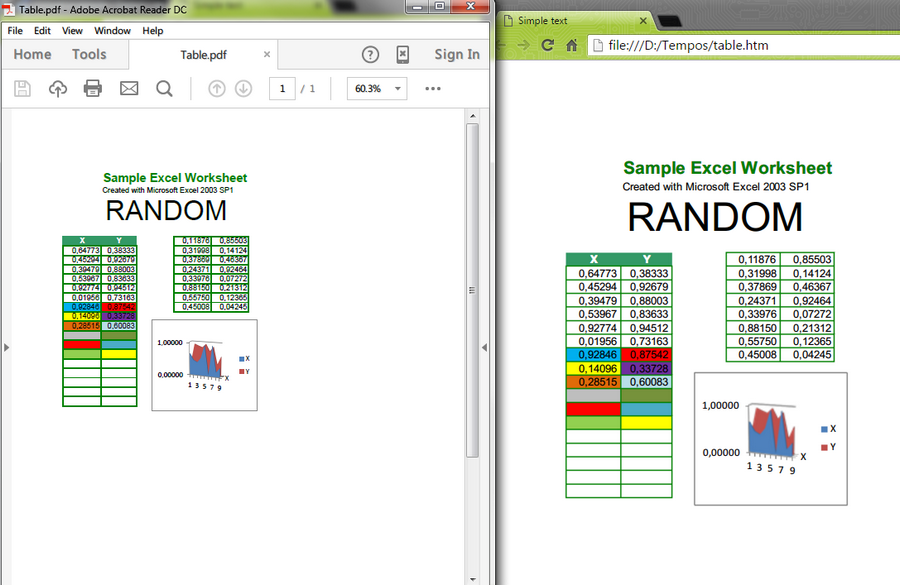 Table.pdf - Adobe Acrobat Reader DC
File Edit View Window Help
Home Tools Table.pdf × ? Sign In
1 / 1 60.3%
Sample Excel Worksheet
Created with Microsoft Excel 2003 SP1
RANDOM
X Y
0,64773 0,38333
0,45294 0,92679
0,39479 0,88003
0,53967 0,83633
0,92774 0,94512
0,01956 0,73163
0,92846 0,87542
0,14096 0,33728
0,28515 0,60083
0,11876 0,85503
0,31998 0,14124
0,37869 0,46367
0,24371 0,92464
0,33976 0,07272
0,88150 0,21312
0,55750 0,12365
0,45008 0,04245
1,00000
0,00000
X
1 3 5 7 9
X
Y
Simple text
file:///D:/Tempos/table.htm
Sample Excel Worksheet
Created with Microsoft Excel 2003 SP1
RANDOM
X Y
0,64773 0,38333
0,45294 0,92679
0,39479 0,88003
0,53967 0,83633
0,92774 0,94512
0,01956 0,73163
0,92846 0,87542
0,14096 0,33728
0,28515 0,60083
0,11876 0,85503
0,31998 0,14124
0,37869 0,46367
0,24371 0,92464
0,33976 0,07272
0,88150 0,21312
0,55750 0,12365
0,45008 0,04245
1,00000
0,00000
X
1 3 5 7 9
X
Y